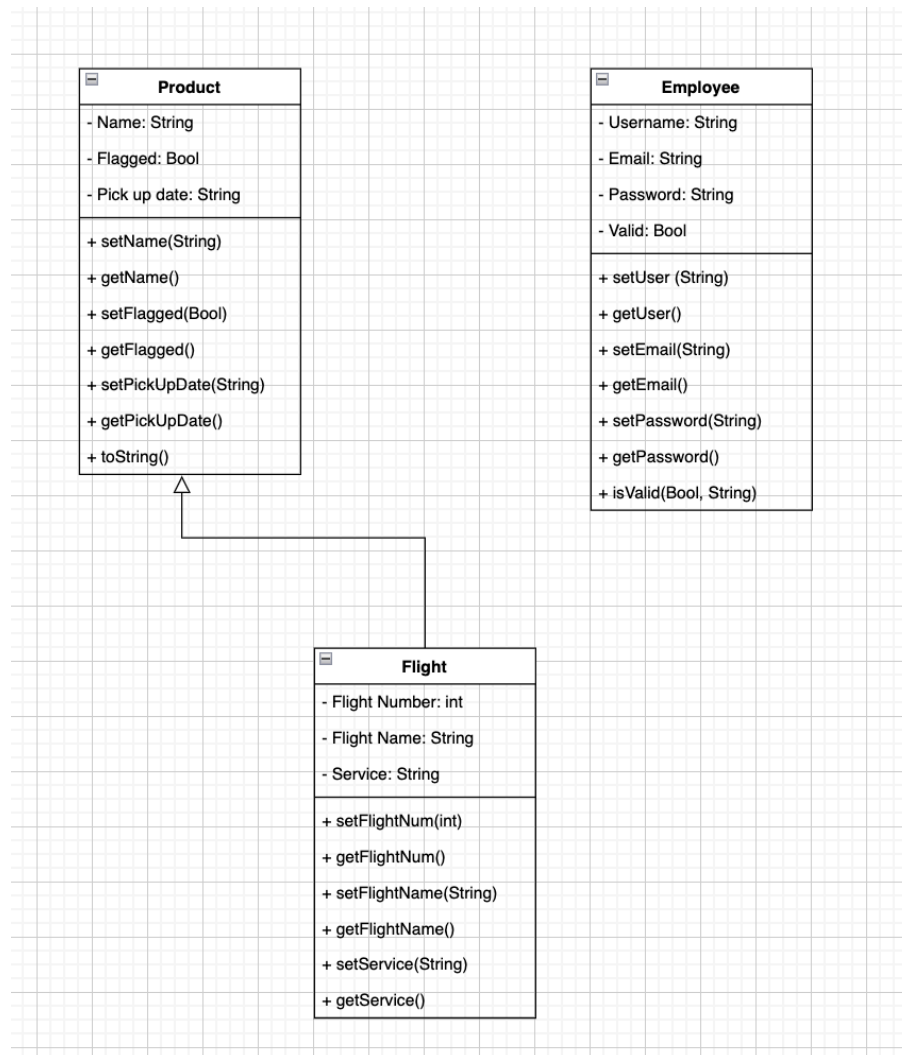 Product
- Name: String
- Flagged: Bool
- Pick up date: String
+ setName(String)
+ getName()
+ setFlagged(Bool)
+ getFlagged()
+ setPickUpDate(String)
+ getPickUpDate()
+ toString()
Employee
- Username: String
- Email: String
- Password: String
- Valid: Bool
+ setUser (String)
+ getUser()
+ setEmail(String)
+ getEmail()
+ setPassword(String)
+ getPassword()
+ isValid(Bool, String)
Flight
- Flight Number: int
- Flight Name: String
- Service: String
+ setFlightNum(int)
+ getFlightNum()
+ setFlightName(String)
+ getFlightName()
+ setService(String)
+ getService()